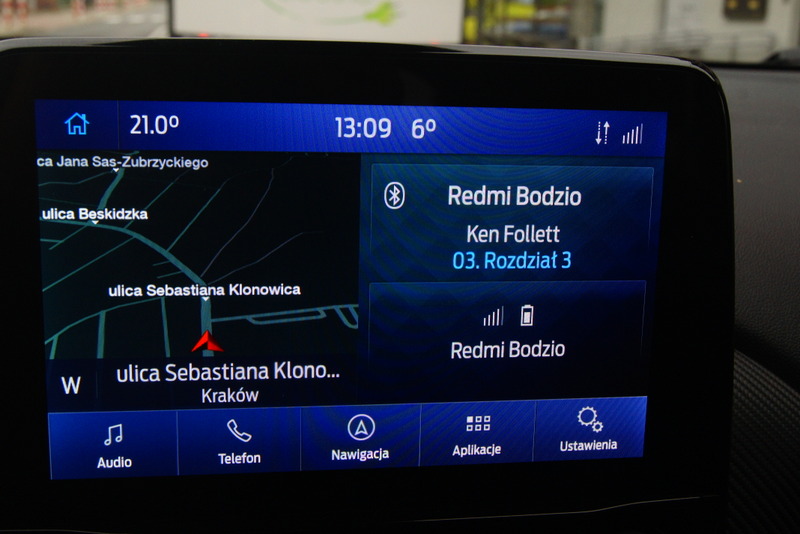 21.0º
13:09 6º
ca Jana Sas-Zubrzyckiego
ulica Beskidzka
ulica Sebastiana Klonowica
W
ulica Sebastiana Klono...
Kraków
Redmi Bodzio
Ken Follett
03. Rozdział 3
Redmi Bodzio
Audio
Telefon
Nawigacja
Aplikacje
Ustawienia